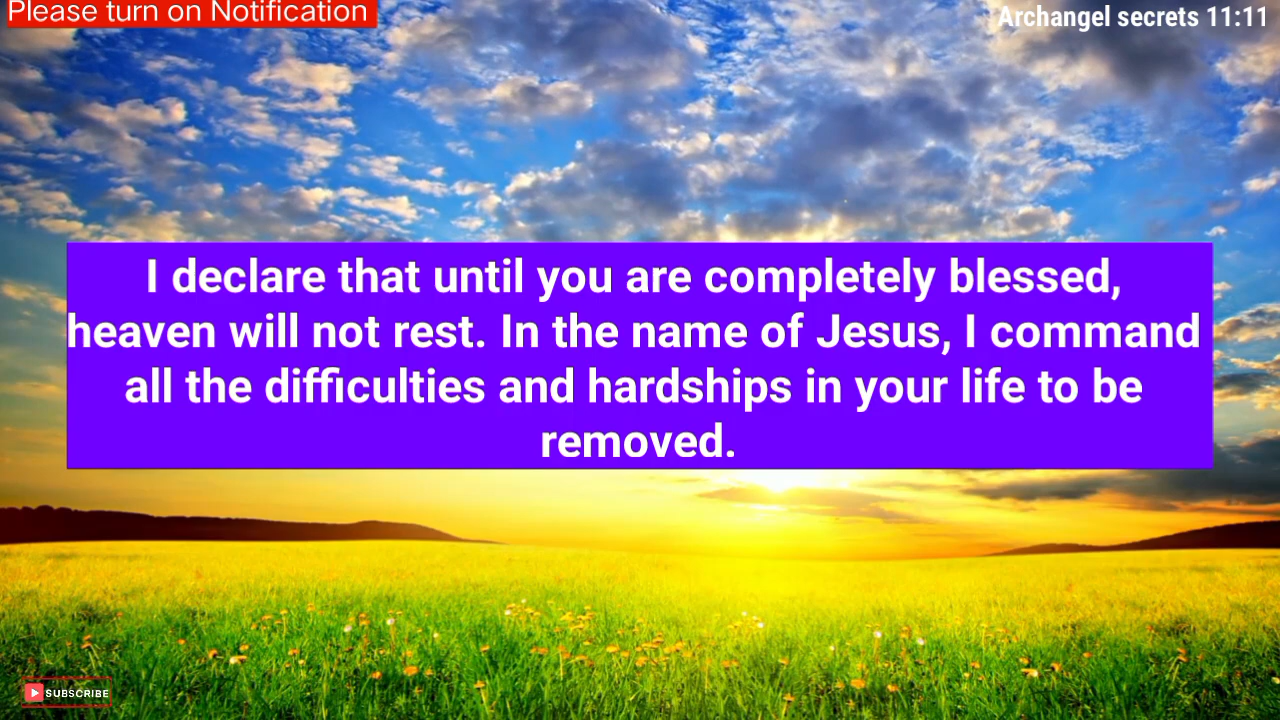 Please turn on Notification
Archangel secrets 11:11
I declare that until you are completely blessed,
heaven will not rest. In the name of Jesus, I command
all the difficulties and hardships in your life to be
removed.
SUBSCRIBE